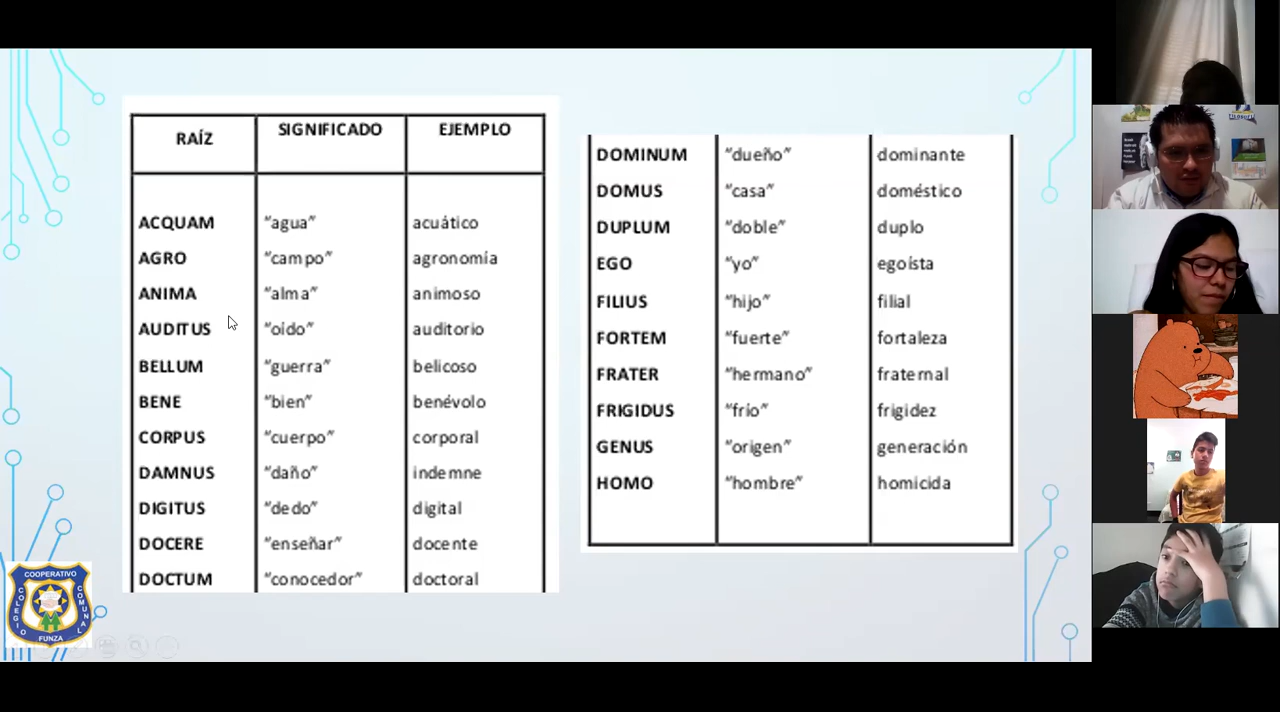 RAÍZ SIGNIFICADO EJEMPLO
ACQUAM “agua” acuático
AGRO “campo” agronomía
ANIMA “alma” animoso
AUDITUS “oído” auditorio
BELLUM “guerra” belicoso
BENE “bien” benévolo
CORPUS “cuerpo” corporal
DAMNUS “daño” indemne
DIGITUS “dedo” digital
DOCERE “enseñar” docente
DOCTUM “conocedor” doctoral
DOMINUM “dueño” dominante
DOMUS “casa” doméstico
DUPLUM “doble” duplo
EGO “yo” egoísta
FILIUS “hijo” filial
FORTEM “fuerte” fortaleza
FRATER “hermano” fraternal
FRIGIDUS “frío” frigidez
GENUS “origen” generación
HOMO “hombre” homicida
COLEGIO
COOPERATIVO
COMUNAL
FUNZA